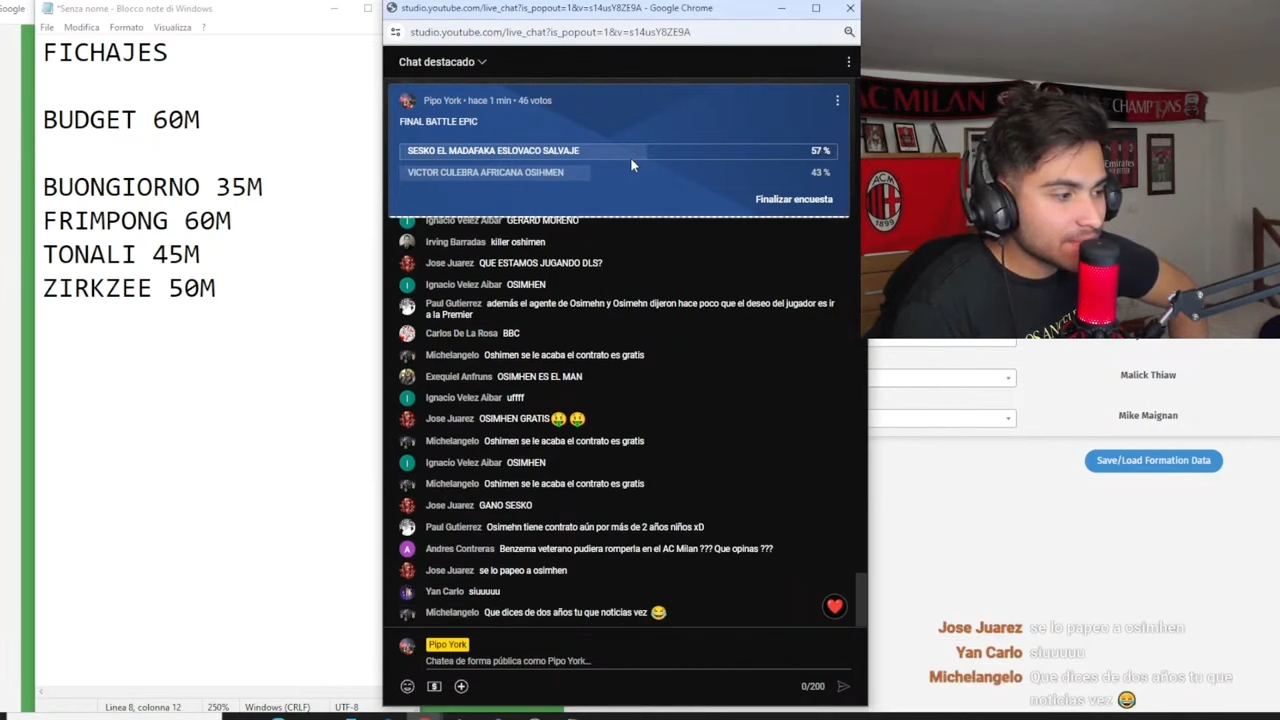 Google
*Senza nome - Blocco note di Windows
File Modifica Formato Visualizza ?
FICHAJES
BUDGET 60M
BUONGIORNO 35M
FRIMPONG 60M
TONALI 45M
ZIRKZEE 50M
Linea 8, colonna 12 250% Windows (CRLF) UTF-8
studio.youtube.com/live_chat?is_popout=1&v=s14usY8ZE9A - Google Chrome
studio.youtube.com/live_chat?is_popout=1&v=s14usY8ZE9A
Chat destacado
Pipo York • hace 1 min • 46 votos
FINAL BATTLE EPIC
SESKO EL MADAFAKA ESLOVACO SALVAJE 57 %
VICTOR CULEBRA AFRICANA OSIHMEN 43 %
Finalizar encuesta
Ignacio Velez Aibar GERARD MORENO
Irving Barradas killer oshimen
Jose Juarez QUE ESTAMOS JUGANDO DLS?
Ignacio Velez Aibar OSIMHEN
Paul Gutierrez además el agente de Osimehn y Osimehn dijeron hace poco que el deseo del jugador es ir
a la Premier
Carlos De La Rosa BBC
Michelangelo Oshimen se le acaba el contrato es gratis
Exequiel Anfruns OSIMHEN ES EL MAN
Ignacio Velez Aibar uffff
Jose Juarez OSIMHEN GRATIS🤑🤑
Michelangelo Oshimen se le acaba el contrato es gratis
Ignacio Velez Aibar OSIMHEN
Michelangelo Oshimen se le acaba el contrato es gratis
Jose Juarez GANO SESKO
Paul Gutierrez Osimehn tiene contrato aún por más de 2 años niños xD
A Andres Contreras Benzema veterano pudiera romperla en el AC Milan ??? Que opinas ???
Jose Juarez se lo papeo a osimhen
Yan Carlo siuuuuu
Michelangelo Que dices de dos años tu que noticias vez 😂
Pipo York
Chatea de forma pública como Pipo York...
0/200
AC MILAN
CHAMP19NS
ACM
LOS ANGELES
Malick Thiaw
Mike Maignan
Save/Load Formation Data
Jose Juarez se lo papeo a osimhen
Yan Carlo siuuuuu
Michelangelo Que dices de dos años tu que
noticias vez 😂